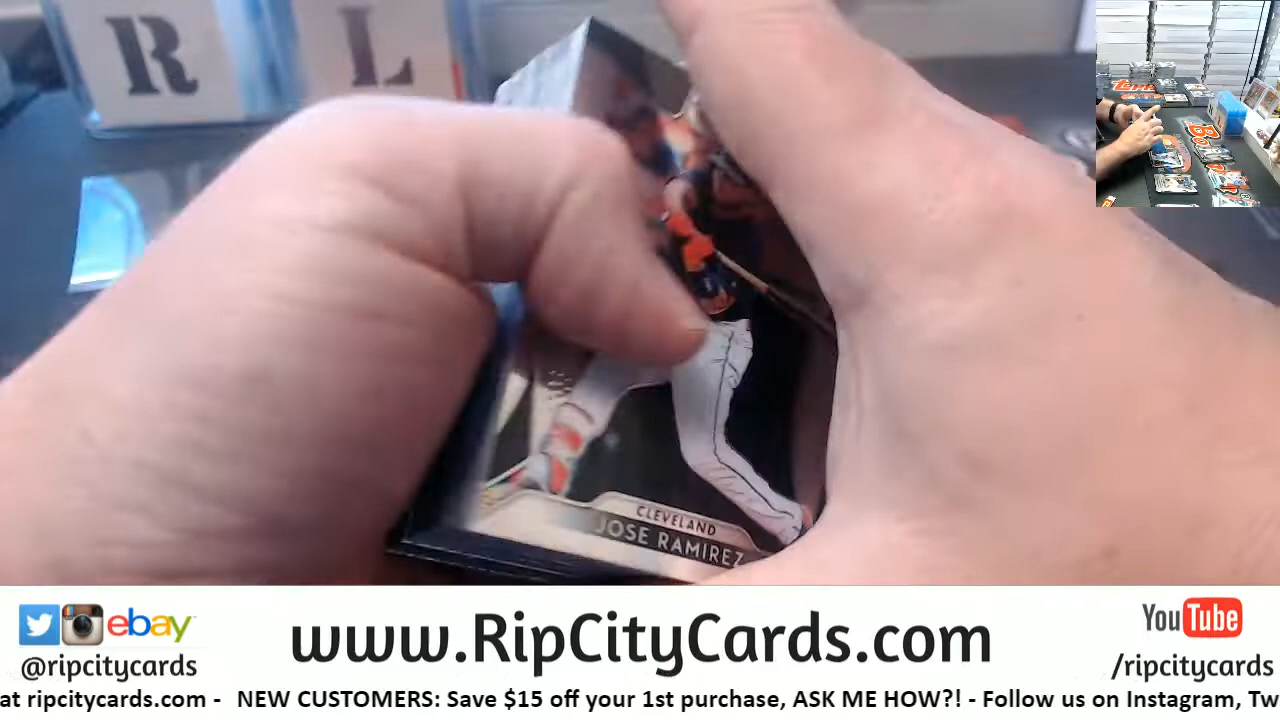 R L
CLEVELAND
JOSE RAMIREZ
ebay
@ripcitycards
www.RipCityCards.com
YouTube
/ripcitycards
at ripcitycards.com - NEW CUSTOMERS: Save $15 off your 1st purchase, ASK ME HOW?! - Follow us on Instagram, Tw